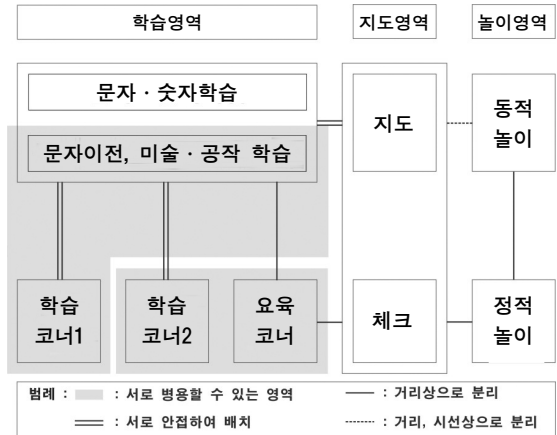 학습영역 지도영역 놀이영역
문자 · 숫자학습
문자이전, 미술 · 공작 학습
지도
동적
놀이
학습
코너1
학습
코너2
요육
코너
체크
정적
놀이
범례 : : 서로 병용할 수 있는 영역 : 거리상으로 분리
: 서로 안접하여 배치 : 거리, 시선상으로 분리